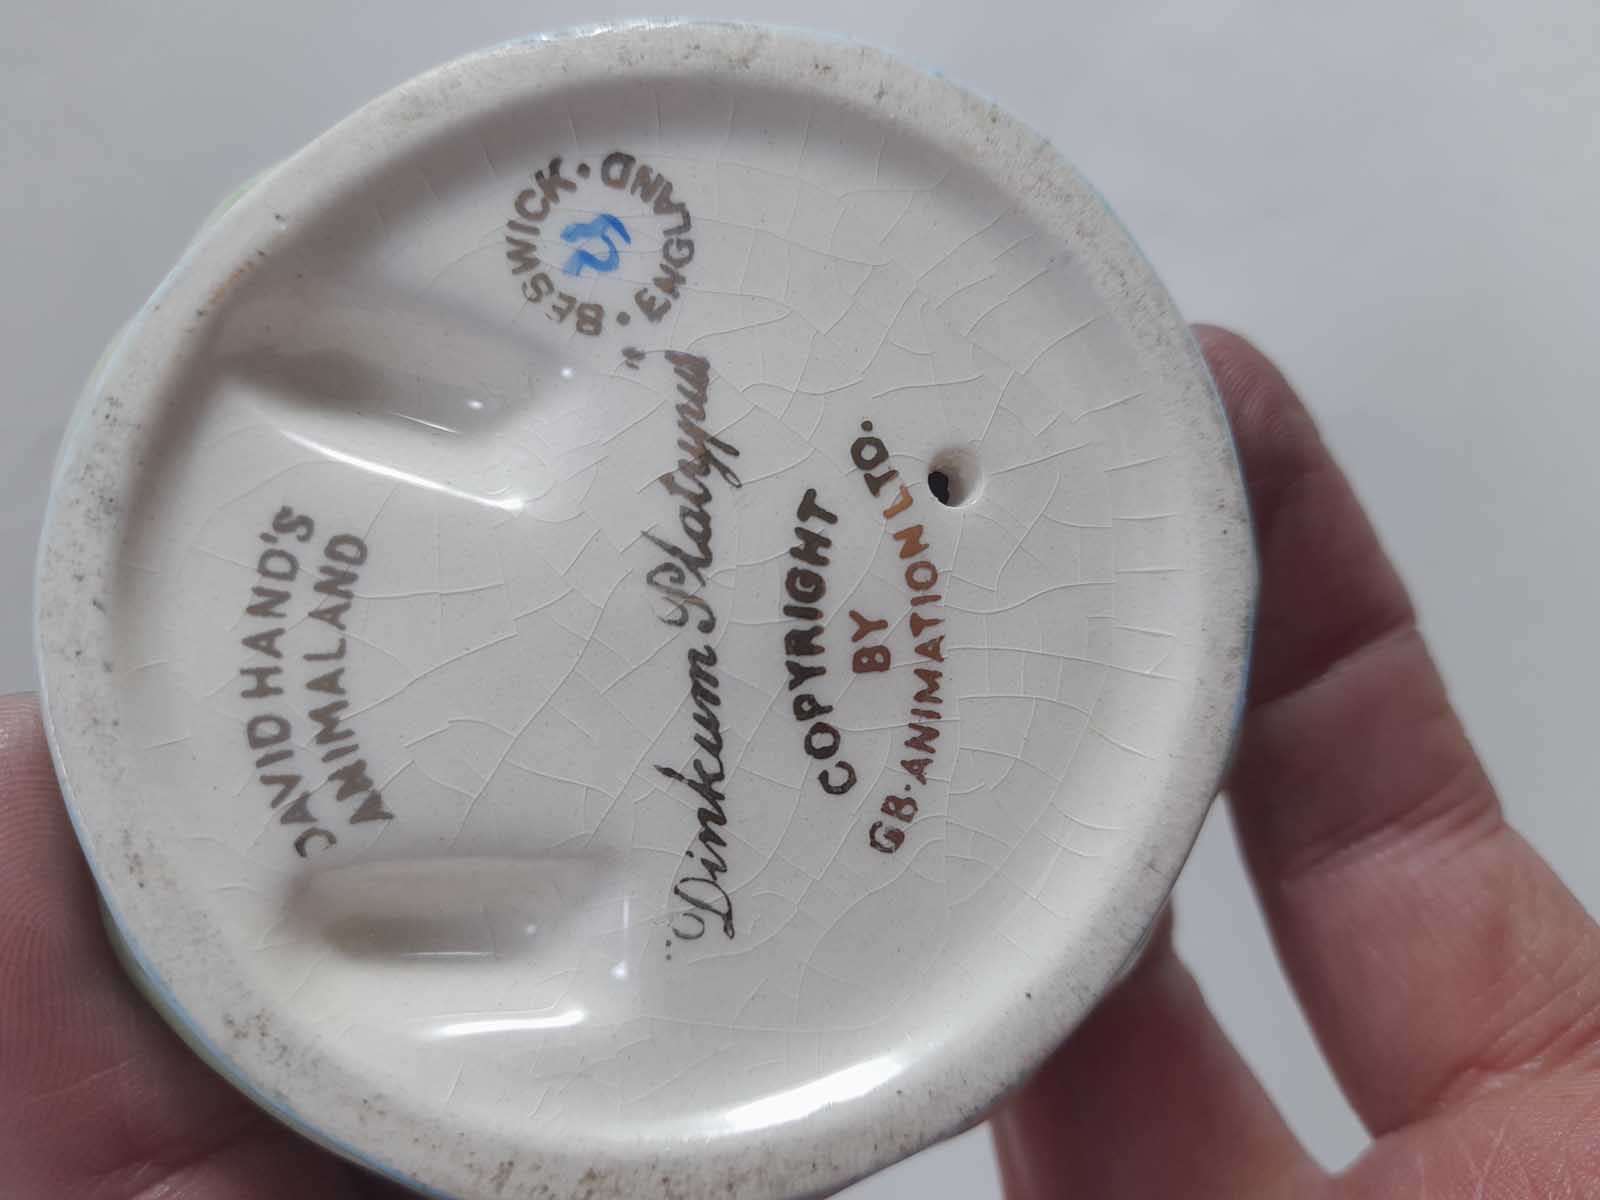 DAVID HAND'S
ANIMALAND
"Dinkum Platypus"
BESWICK · ENGLAND ·
COPYRIGHT
BY
GB·ANIMATION LTD.